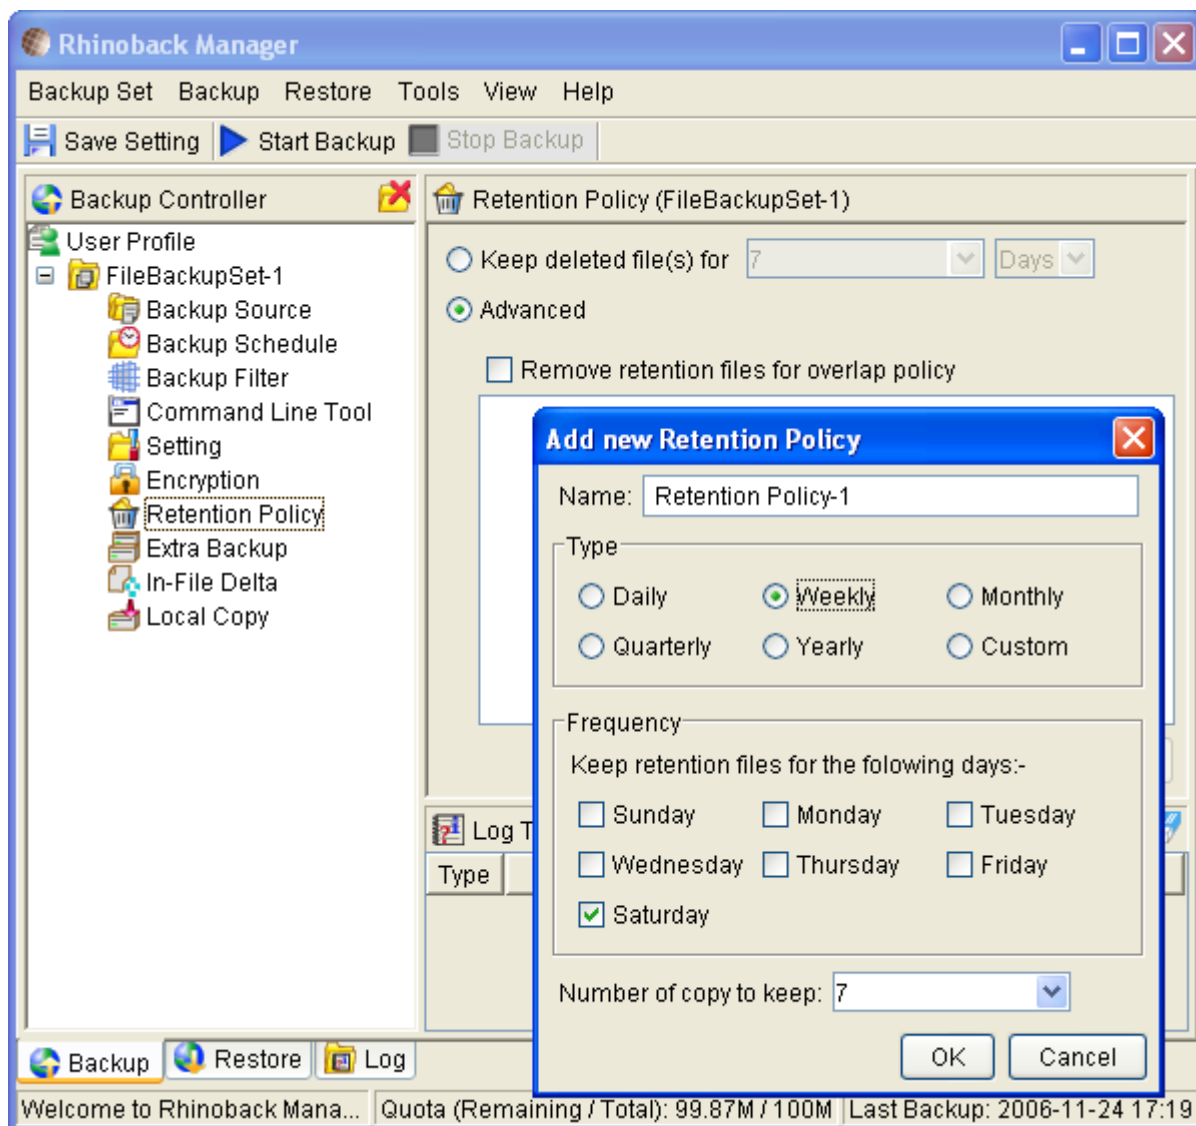 Rhinoback Manager
Backup Set Backup Restore Tools View Help
Save Setting Start Backup Stop Backup
Backup Controller
User Profile
FileBackupSet-1
Backup Source
Backup Schedule
Backup Filter
Command Line Tool
Setting
Encryption
Retention Policy
Extra Backup
In-File Delta
Local Copy
Retention Policy (FileBackupSet-1)
Keep deleted file(s) for 7 Days
Advanced
Remove retention files for overlap policy
Add new Retention Policy
Name: Retention Policy-1
Type
Daily Weekly Monthly
Quarterly Yearly Custom
Frequency
Keep retention files for the folowing days:-
Sunday Monday Tuesday
Wednesday Thursday Friday
Saturday
Number of copy to keep: 7
OK Cancel
Log T
Type
Backup Restore Log
Welcome to Rhinoback Mana... Quota (Remaining / Total): 99.87M / 100M Last Backup: 2006-11-24 17:19